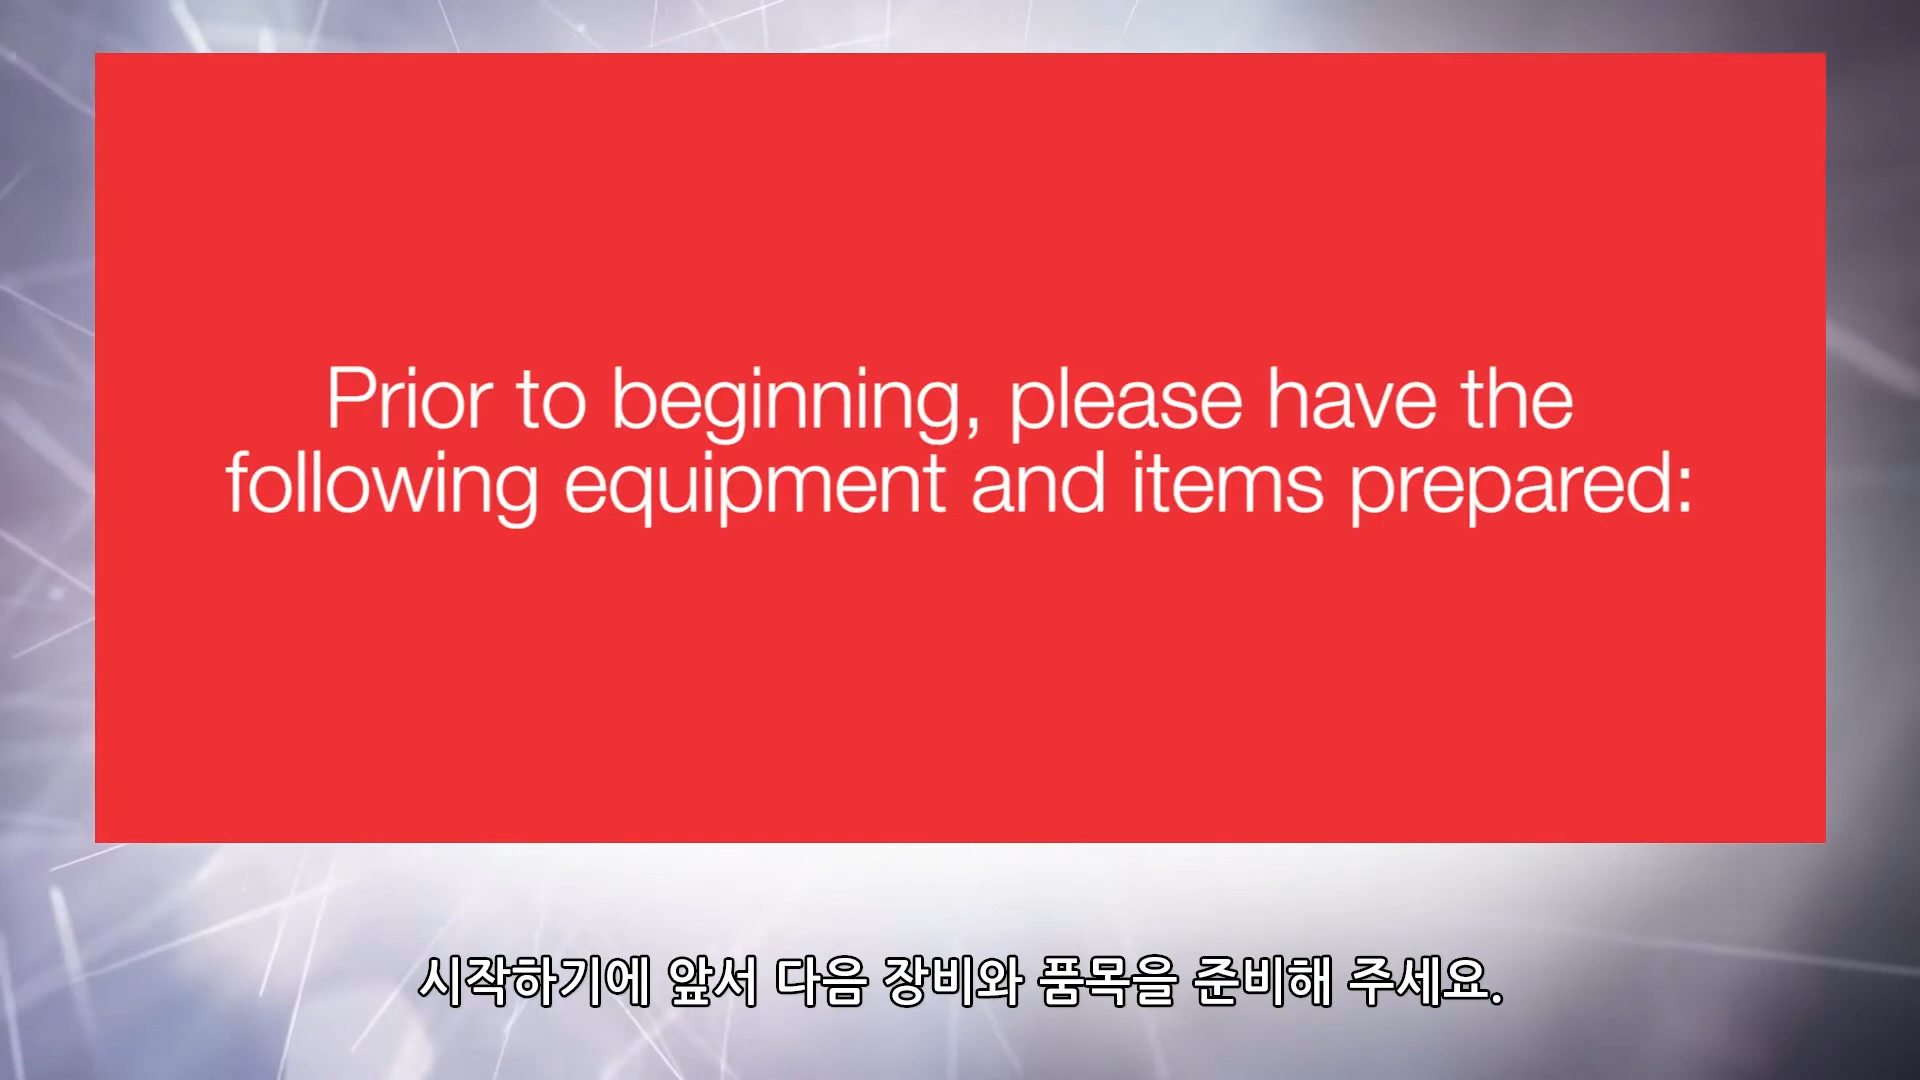 Prior to beginning, please have the
following equipment and items prepared:
시작하기에 앞서 다음 장비와 품목을 준비해 주세요.